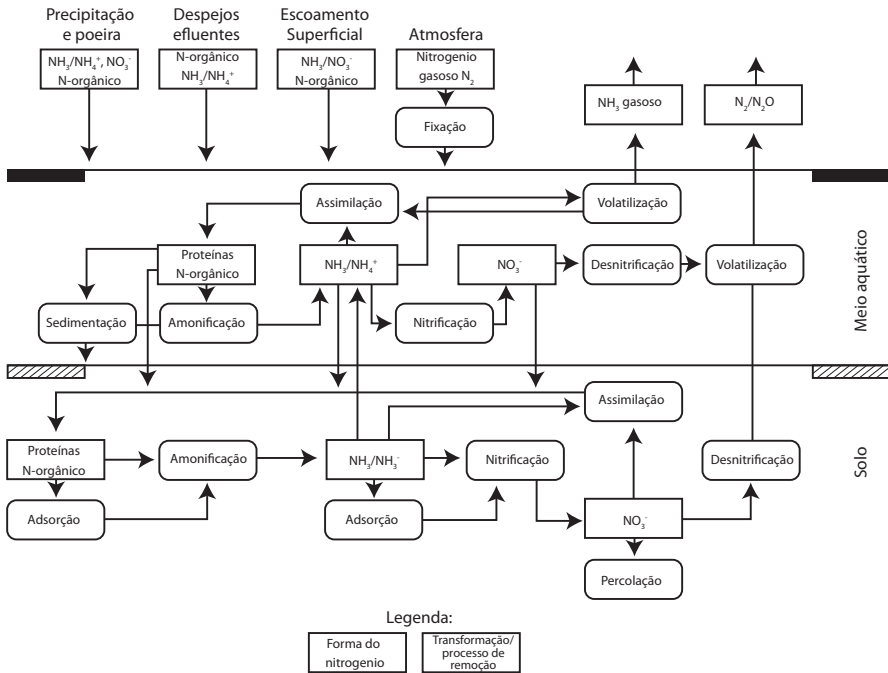 Precipitação
e poeira
Despejos
efluentes
Escoamento
Superficial
Atmosfera
NH₃/NH₄⁺, NO₃⁻
N-orgânico
N-orgânico
NH₃/NH₄⁺
NH₃/NO₃⁻
N-orgânico
Nitrogenio
gasoso N₂
NH₃ gasoso
N₂/N₂O
Fixação
Assimilação
Volatilização
Proteínas
N-orgânico
NH₃/NH₄⁺
NO₃⁻
Desnitrificação
Volatilização
Sedimentação
Amonificação
Nitrificação
Meio aquático
Assimilação
Proteínas
N-orgânico
Amonificação
NH₃/NH₃⁻
Nitrificação
Desnitrificação
Solo
Adsorção
Adsorção
NO₃⁻
Percolação
Legenda:
Forma do
nitrogenio
Transformação/
processo de
remoção